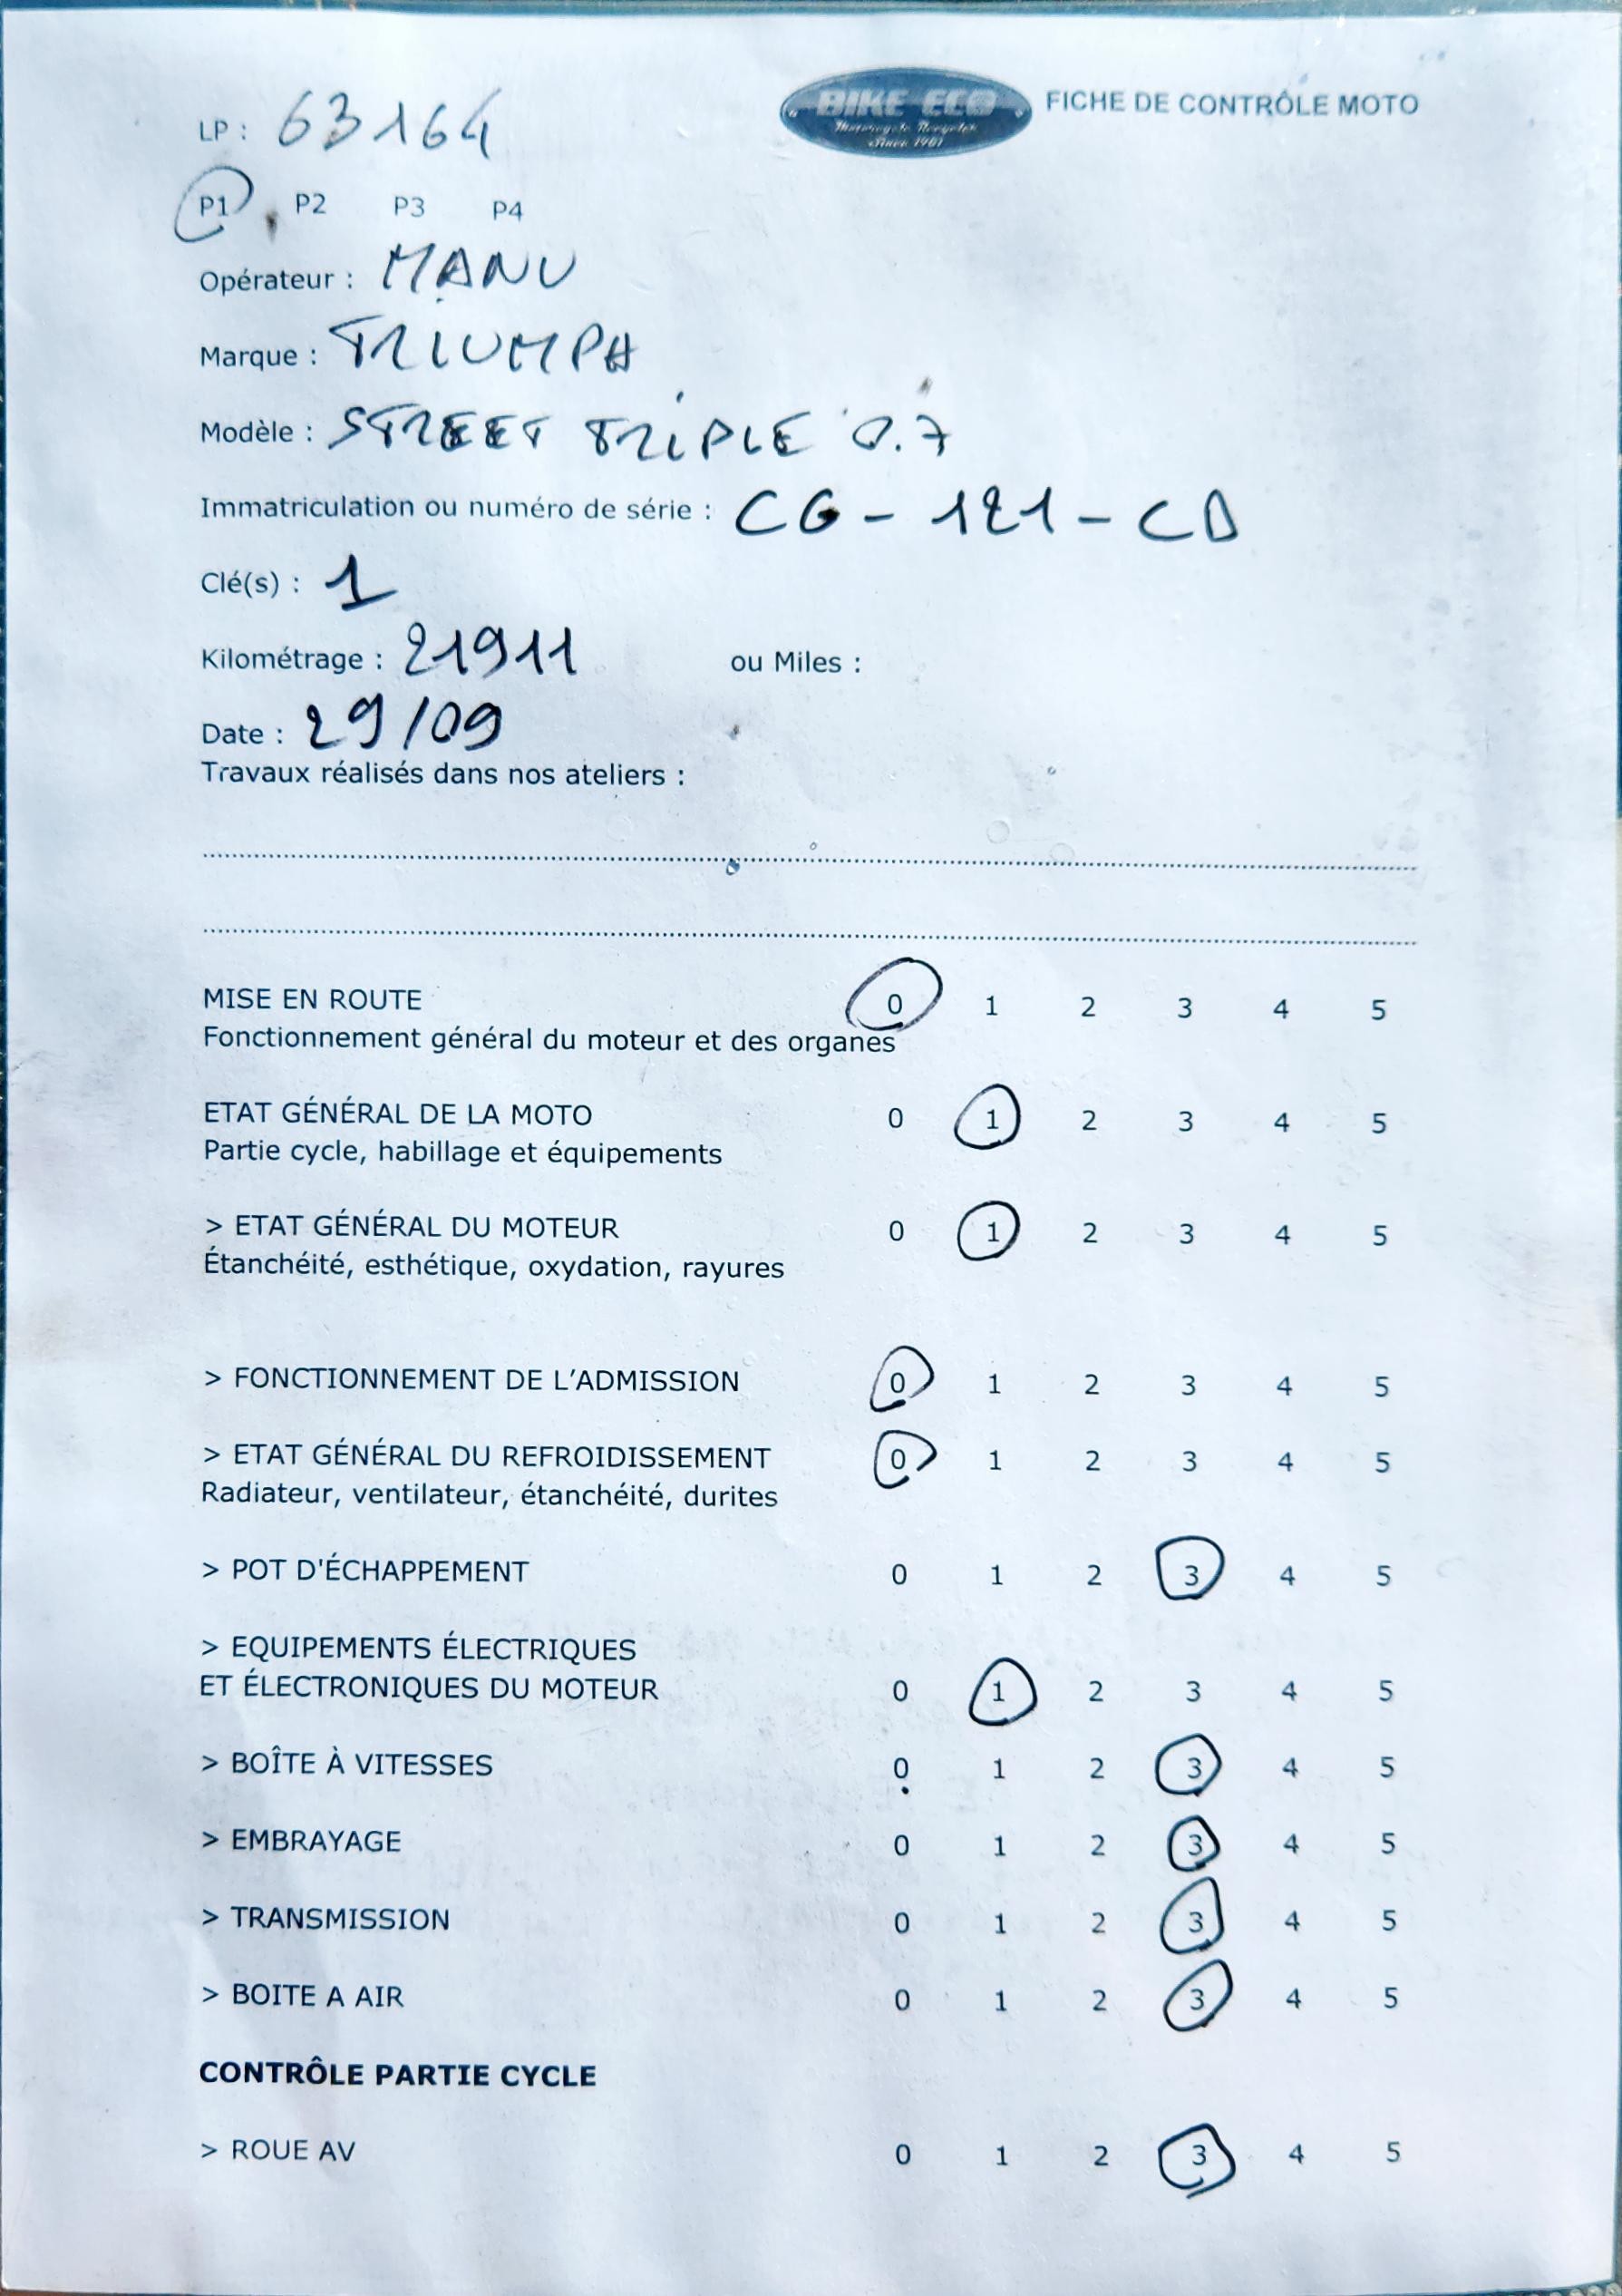 BIKE ECO
Motorcycle Recycler
Since 1981
FICHE DE CONTRÔLE MOTO
LP : 63164
P1 P2 P3 P4
Opérateur : MANU
Marque : TRIUMPH
Modèle : STREET TRIPLE 0.7
Immatriculation ou numéro de série : CG-121-CD
Clé(s) : 1
Kilométrage : 21911 ou Miles :
Date : 29/09
Travaux réalisés dans nos ateliers :
MISE EN ROUTE 0 1 2 3 4 5
Fonctionnement général du moteur et des organes
ETAT GÉNÉRAL DE LA MOTO 0 1 2 3 4 5
Partie cycle, habillage et équipements
> ETAT GÉNÉRAL DU MOTEUR 0 1 2 3 4 5
Étanchéité, esthétique, oxydation, rayures
> FONCTIONNEMENT DE L'ADMISSION 0 1 2 3 4 5
> ETAT GÉNÉRAL DU REFROIDISSEMENT 0 1 2 3 4 5
Radiateur, ventilateur, étanchéité, durites
> POT D'ÉCHAPPEMENT 0 1 2 3 4 5
> EQUIPEMENTS ÉLECTRIQUES
ET ÉLECTRONIQUES DU MOTEUR 0 1 2 3 4 5
> BOÎTE À VITESSES 0 1 2 3 4 5
> EMBRAYAGE 0 1 2 3 4 5
> TRANSMISSION 0 1 2 3 4 5
> BOITE A AIR 0 1 2 3 4 5
CONTRÔLE PARTIE CYCLE
> ROUE AV 0 1 2 3 4 5